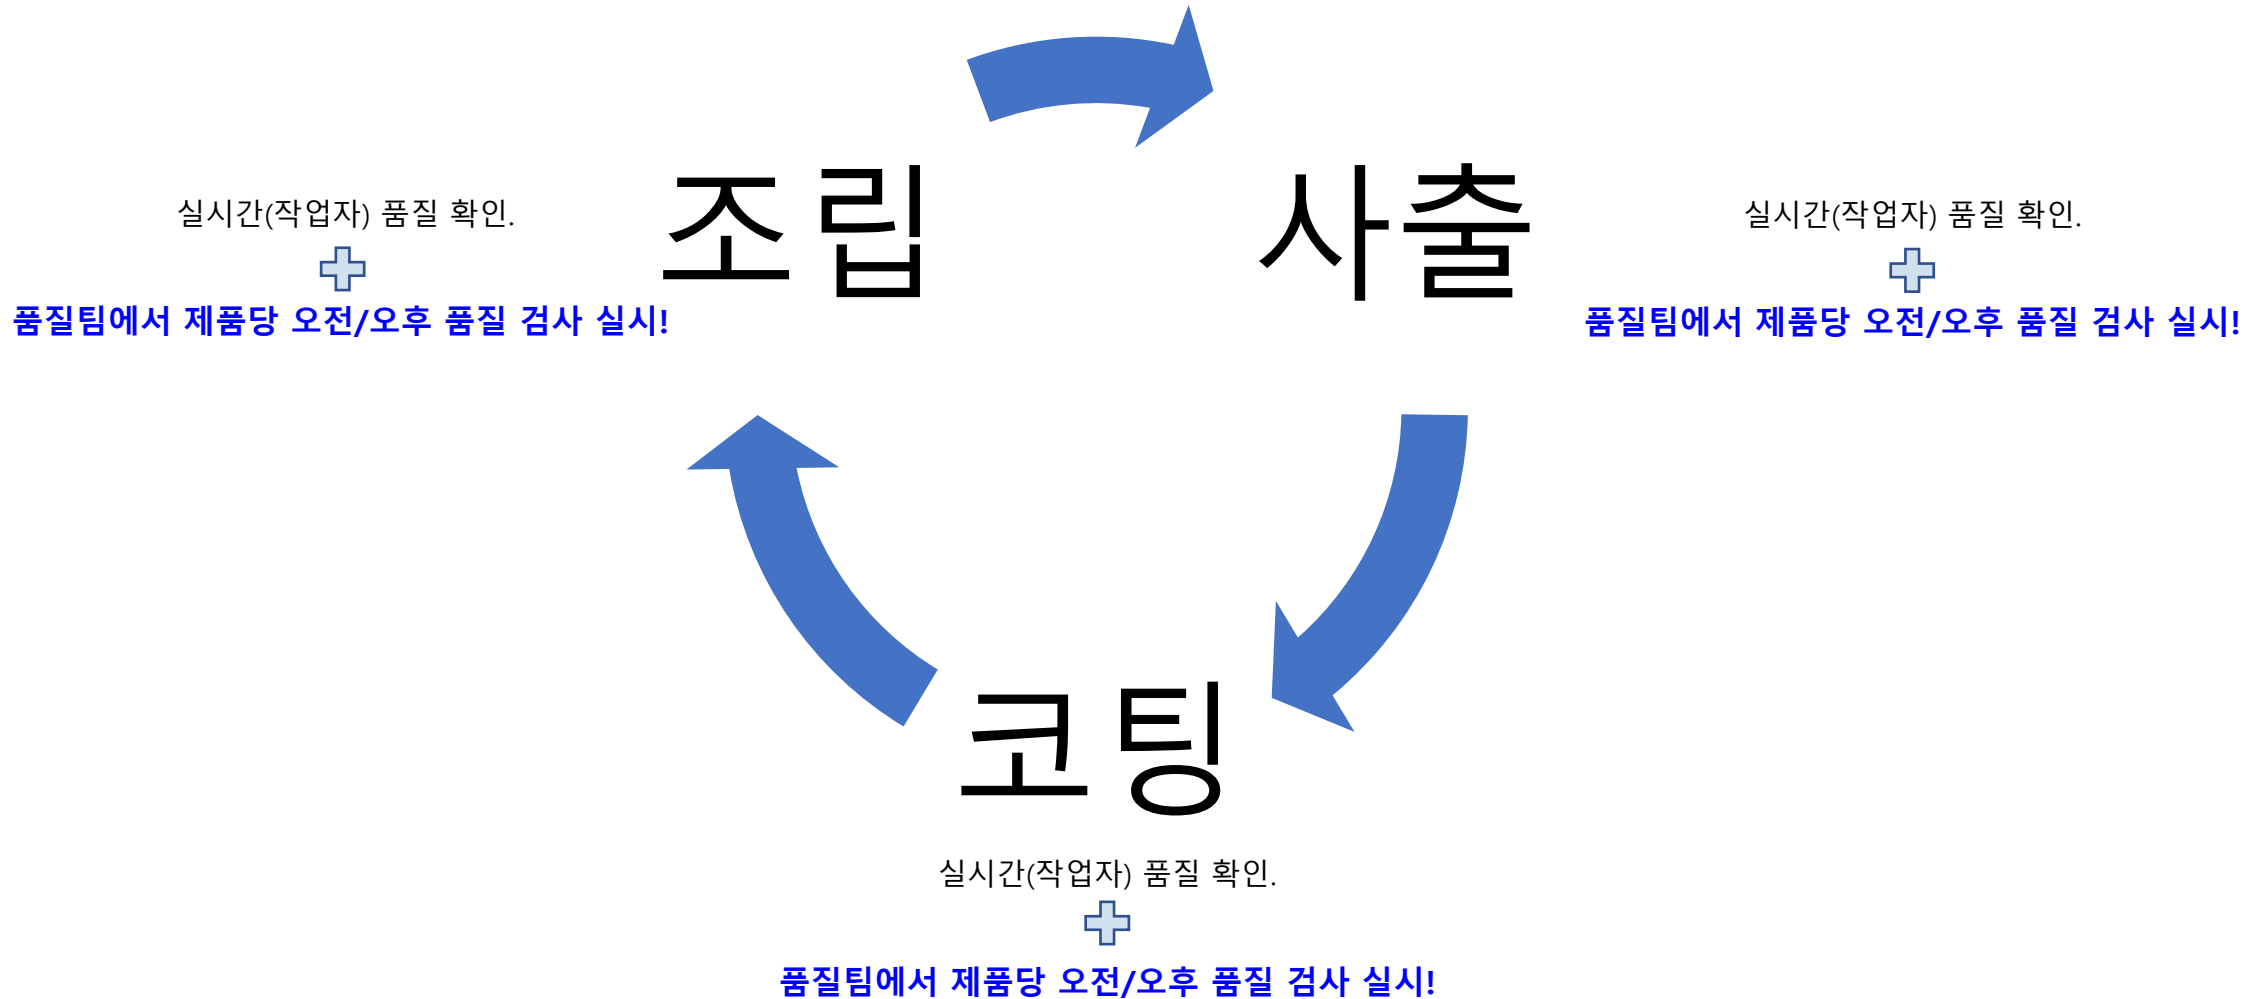 조립
사출
실시간(작업자) 품질 확인.
품질팀에서 제품당 오전/오후 품질 검사 실시!
실시간(작업자) 품질 확인.
품질팀에서 제품당 오전/오후 품질 검사 실시!
코팅
실시간(작업자) 품질 확인.
품질팀에서 제품당 오전/오후 품질 검사 실시!